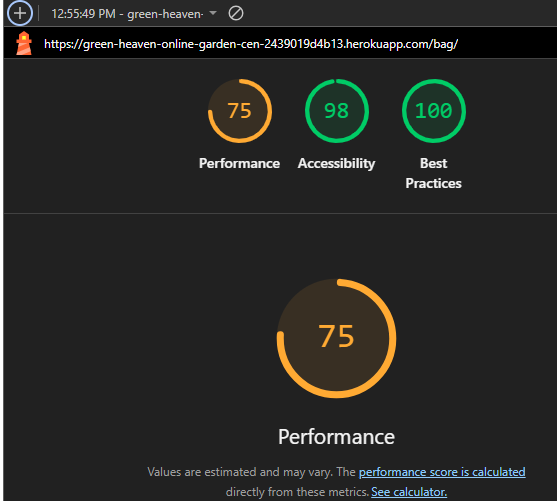 12:55:49 PM - green-heaven-
https://green-heaven-online-garden-cen-2439019d4b13.herokuapp.com/bag/
75 98 100
Performance Accessibility Best
Practices
75
Performance
Values are estimated and may vary. The performance score is calculated
directly from these metrics. See calculator.